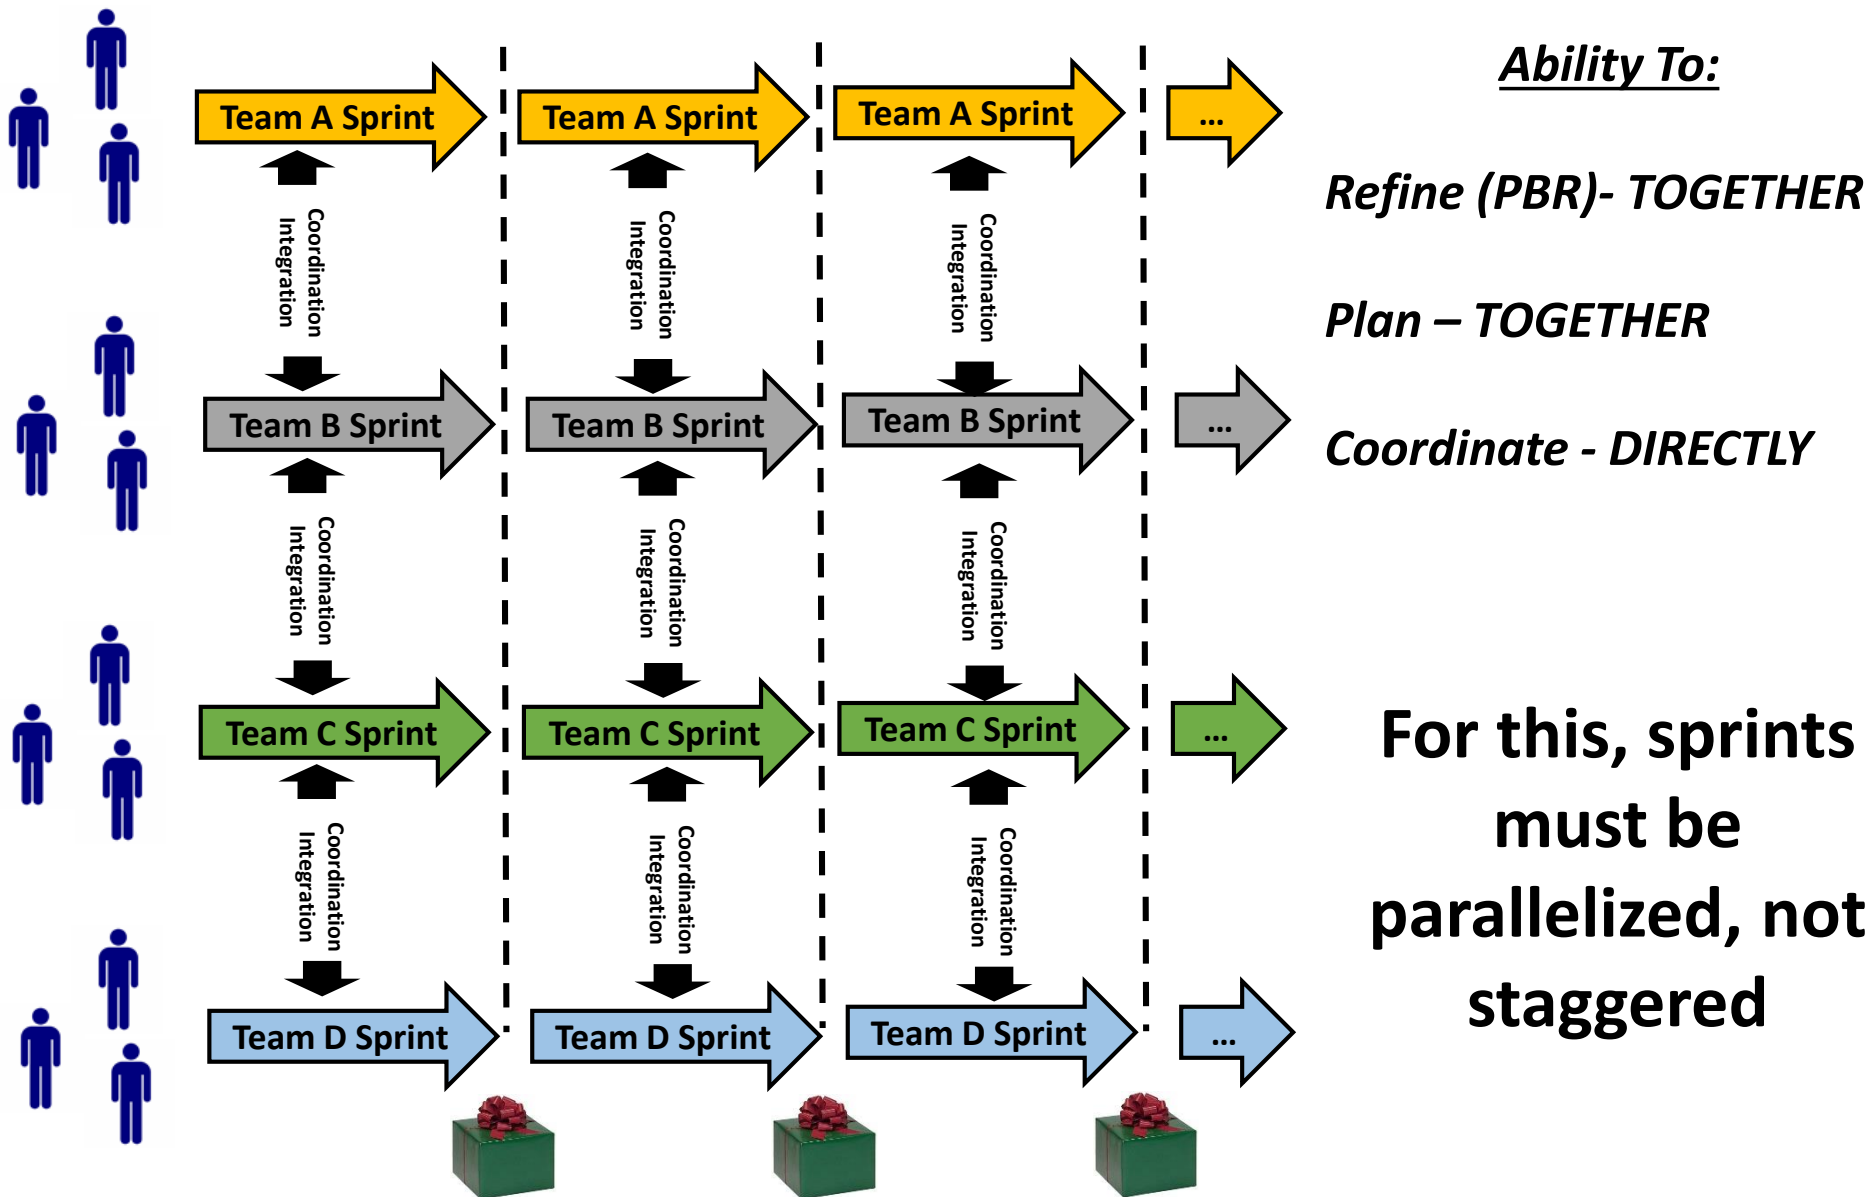 Ability To:
Team A Sprint
Team A Sprint
Team A Sprint
...
Refine (PBR)- TOGETHER
Coordination
Integration
Coordination
Integration
Coordination
Integration
Plan – TOGETHER
Team B Sprint
Team B Sprint
Team B Sprint
...
Coordinate - DIRECTLY
Coordination
Integration
Coordination
Integration
Coordination
Integration
Team C Sprint
Team C Sprint
Team C Sprint
...
For this, sprints
must be
parallelized, not
staggered
Coordination
Integration
Coordination
Integration
Coordination
Integration
Team D Sprint
Team D Sprint
Team D Sprint
...